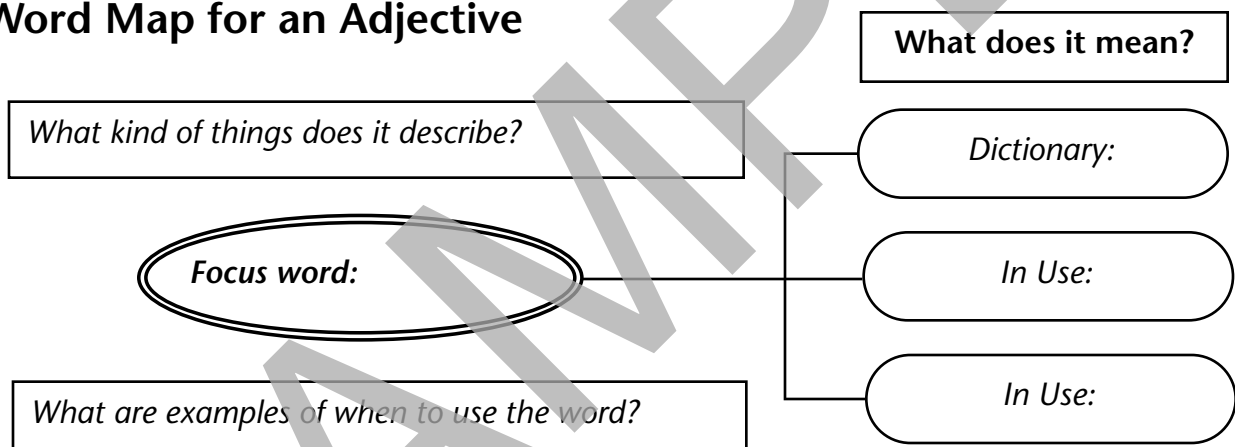 Word Map for an Adjective
What does it mean?
What kind of things does it describe?
Dictionary:
Focus word:
In Use:
What are examples of when to use the word?
In Use: